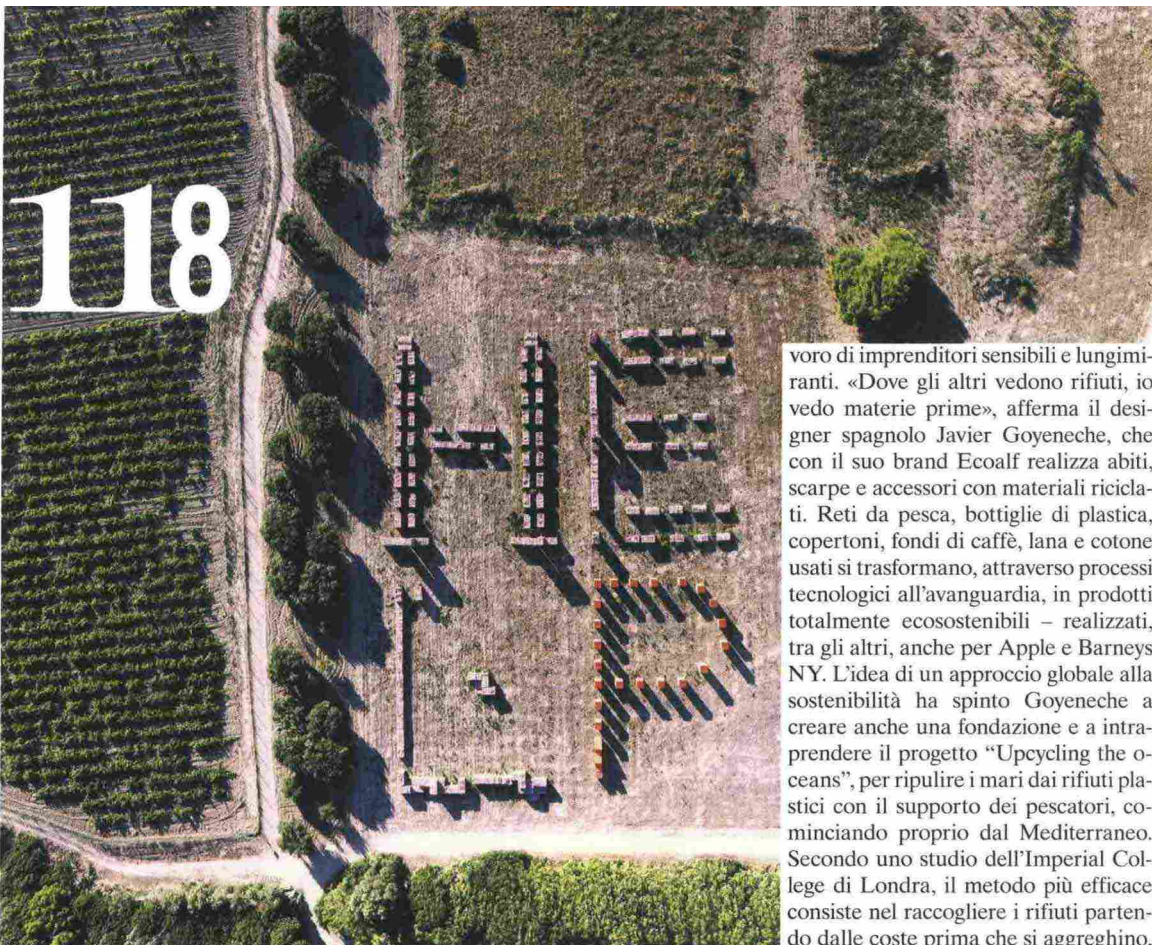 118
HE
LP
voro di imprenditori sensibili e lungimi-
ranti. «Dove gli altri vedono rifiuti, io
vedo materie prime», afferma il desi-
gner spagnolo Javier Goyeneche, che
con il suo brand Ecoalf realizza abiti,
scarpe e accessori con materiali ricicla-
ti. Reti da pesca, bottiglie di plastica,
copertoni, fondi di caffè, lana e cotone
usati si trasformano, attraverso processi
tecnologici all'avanguardia, in prodotti
totalmente ecosostenibili – realizzati,
tra gli altri, anche per Apple e Barneys
NY. L'idea di un approccio globale alla
sostenibilità ha spinto Goyeneche a
creare anche una fondazione e a intra-
prendere il progetto “Upcycling the o-
ceans”, per ripulire i mari dai rifiuti pla-
stici con il supporto dei pescatori, co-
minciando proprio dal Mediterraneo.
Secondo uno studio dell'Imperial Col-
lege di Londra, il metodo più efficace
consiste nel raccogliere i rifiuti parten-
do dalle coste prima che si aggreghino,